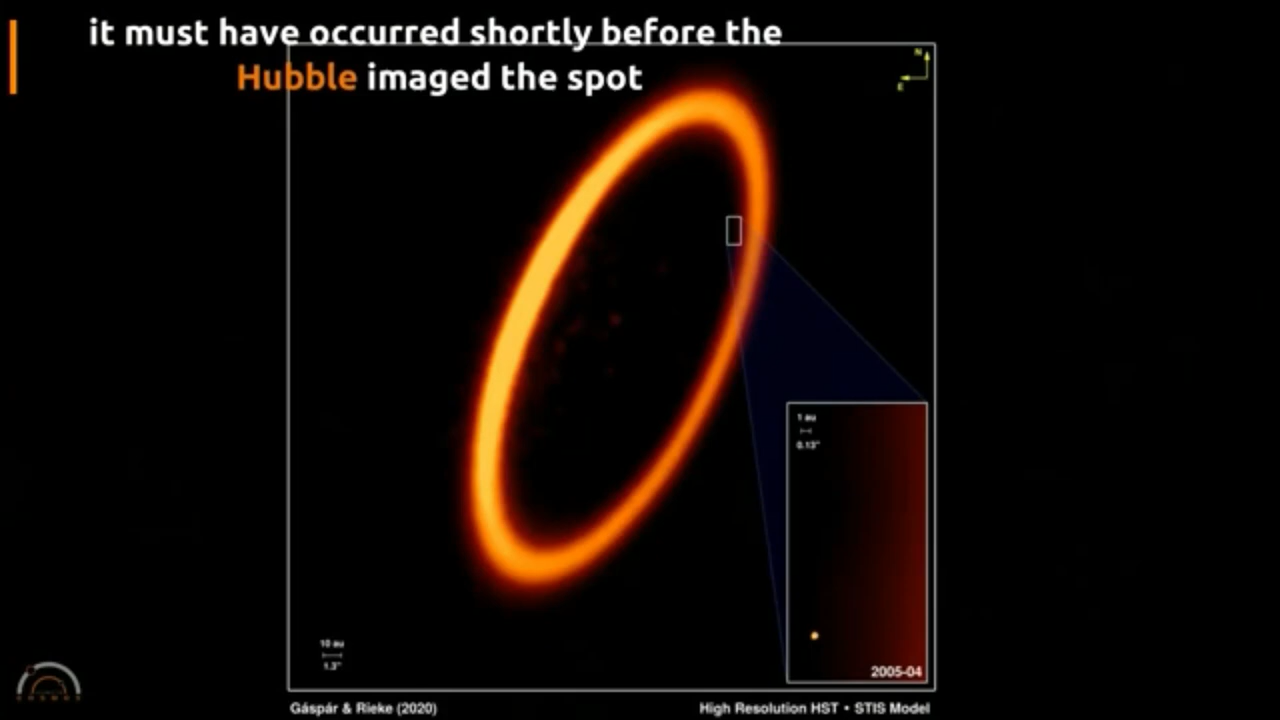 it must have occurred shortly before the
Hubble imaged the spot
N
E
1 au
0.13"
10 au
1.3"
2005-04
Gáspár & Rieke (2020)
High Resolution HST • STIS Model